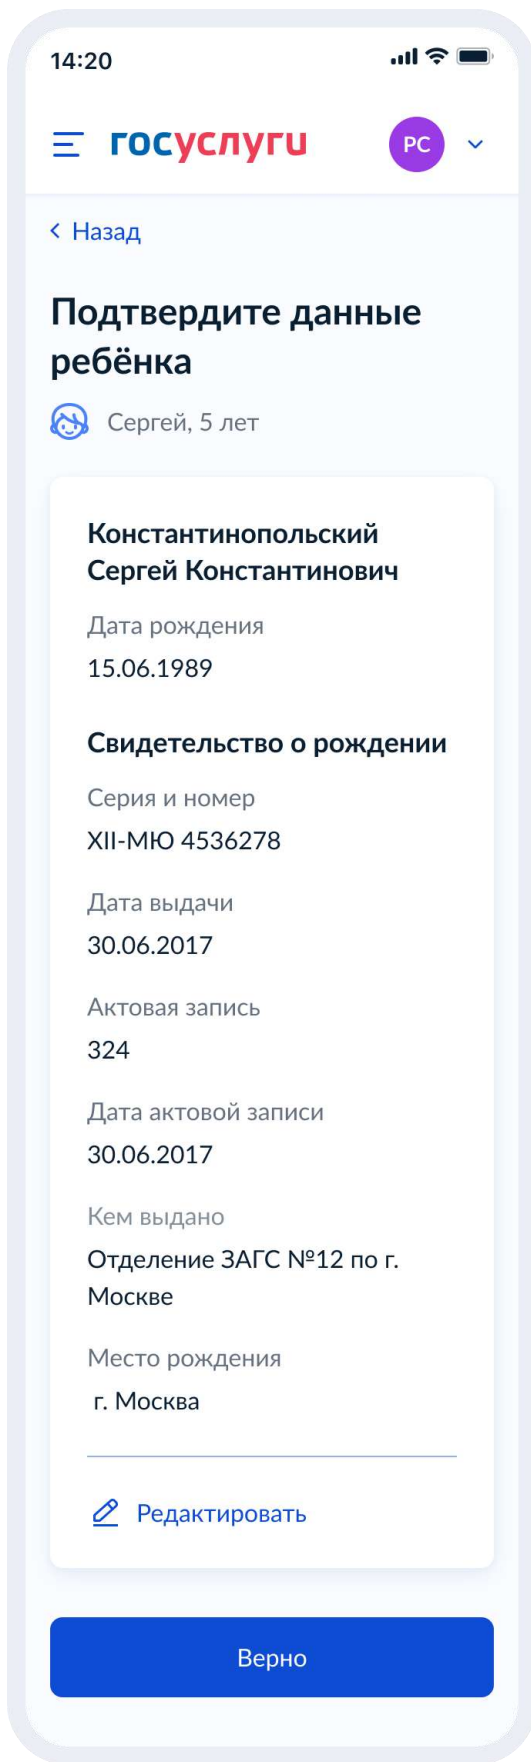 14:20
госуслуги
РС
Назад
Подтвердите данные
ребёнка
Сергей, 5 лет
Константинопольский
Сергей Константинович
Дата рождения
15.06.1989
Свидетельство о рождении
Серия и номер
XII-МЮ 4536278
Дата выдачи
30.06.2017
Актовая запись
324
Дата актовой записи
30.06.2017
Кем выдано
Отделение ЗАГС №12 по г.
Москве
Место рождения
г. Москва
Редактировать
Верно